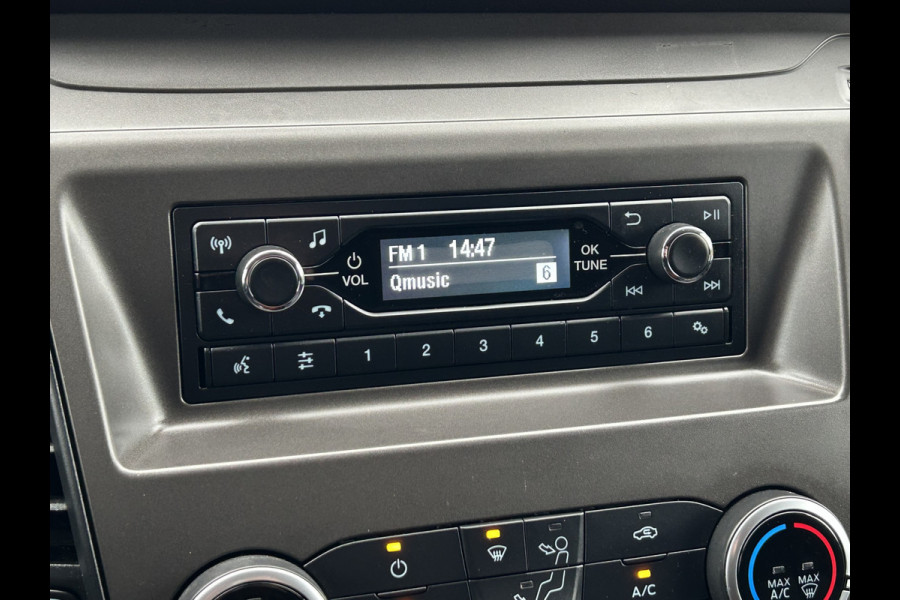 FM 1 14:47
Qmusic 6
VOL
OK
TUNE
1 2 3 4 5 6
A/C
MAX A/C
MAX